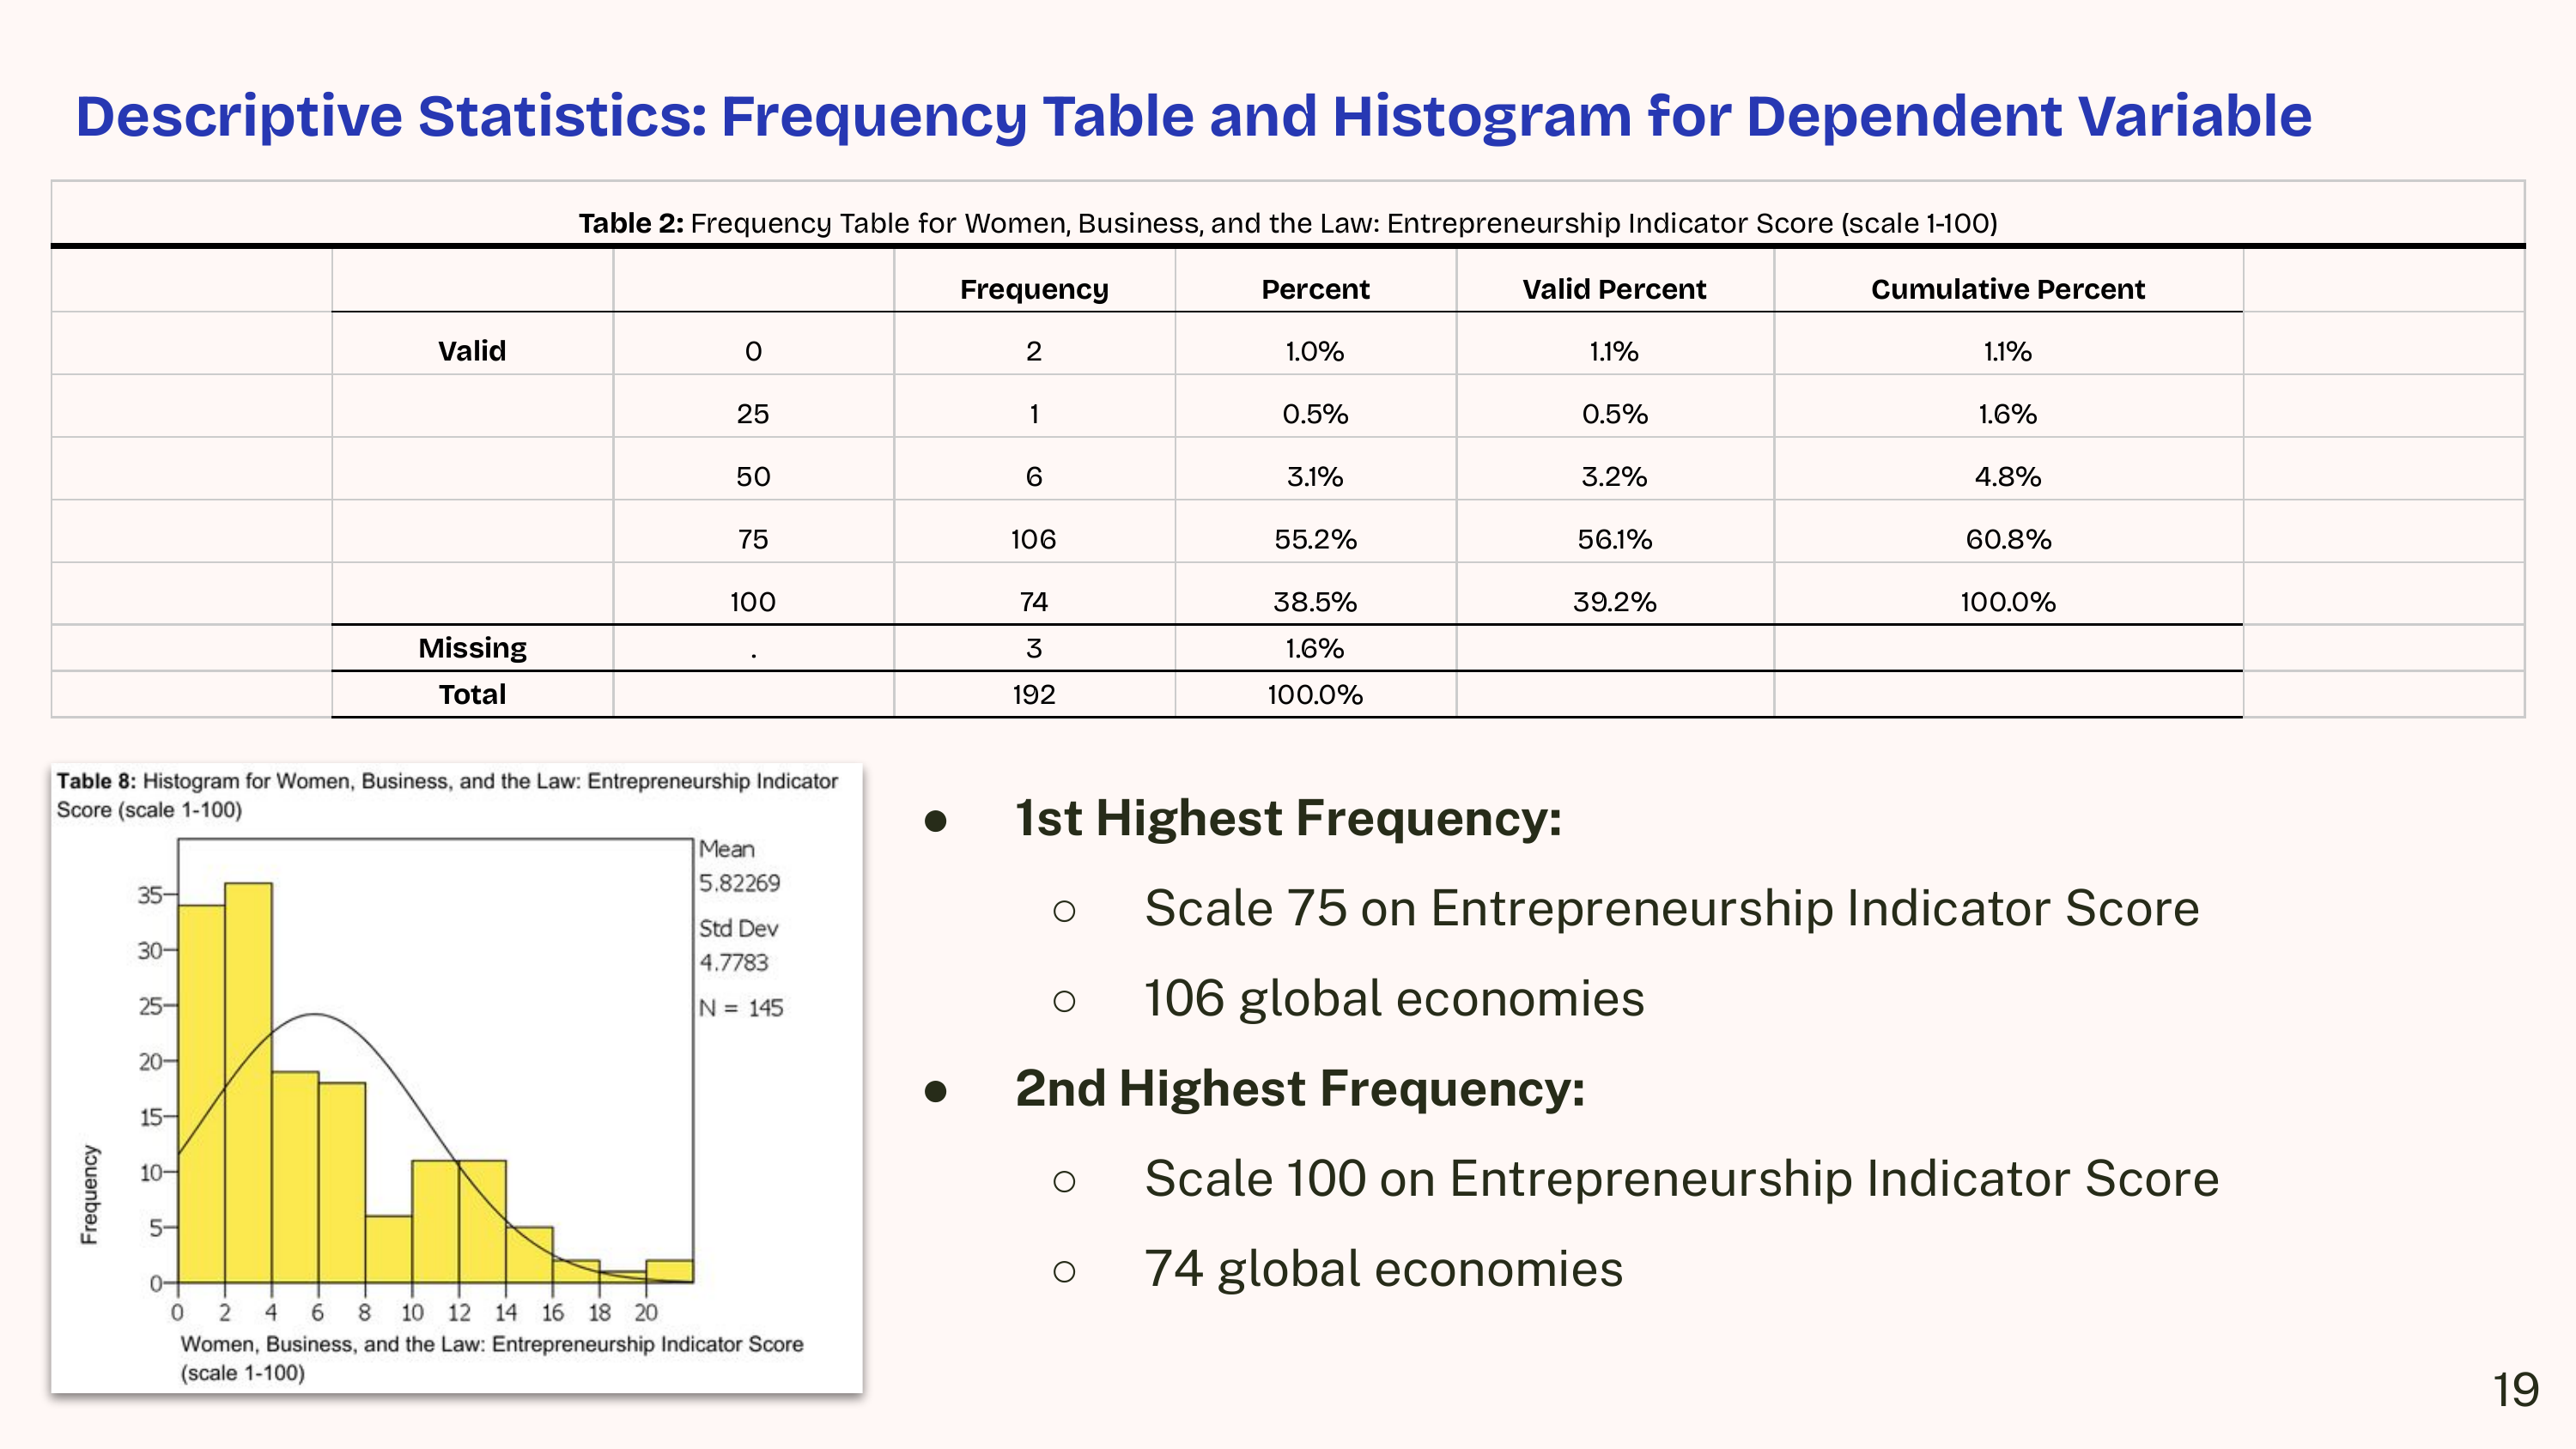 Descriptive Statistics: Frequency Table and Histogram for Dependent Variable
Table 2: Frequency Table for Women, Business, and the Law: Entrepreneurship Indicator Score (scale 1-100)
Frequency Percent Valid Percent Cumulative Percent
Valid 0 2 1.0% 1.1% 1.1%
25 1 0.5% 0.5% 1.6%
50 6 3.1% 3.2% 4.8%
75 106 55.2% 56.1% 60.8%
100 74 38.5% 39.2% 100.0%
Missing . 3 1.6%
Total 192 100.0%
Table 8: Histogram for Women, Business, and the Law: Entrepreneurship Indicator
Score (scale 1-100)
Mean
5.82269
Std Dev
4.7783
N = 145
35
30
25
20
15
10
5
0
Frequency
0 2 4 6 8 10 12 14 16 18 20
Women, Business, and the Law: Entrepreneurship Indicator Score
(scale 1-100)
● 1st Highest Frequency:
○ Scale 75 on Entrepreneurship Indicator Score
○ 106 global economies
● 2nd Highest Frequency:
○ Scale 100 on Entrepreneurship Indicator Score
○ 74 global economies
19